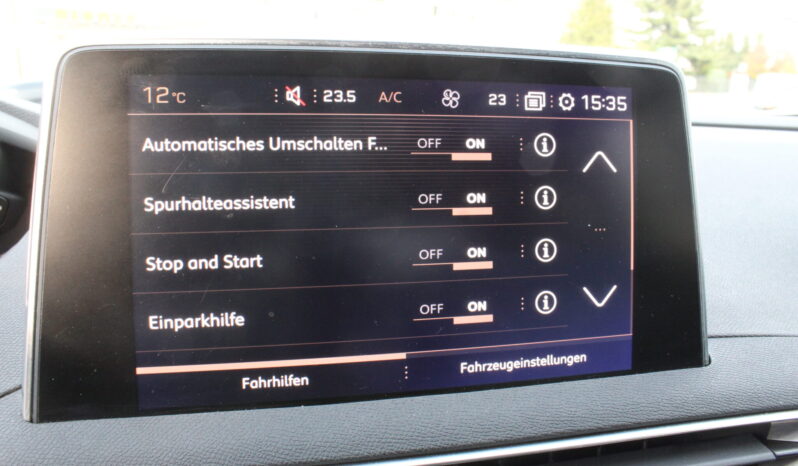 12°C 23.5 A/C 23 15:35
Automatisches Umschalten F... OFF ON
Spurhalteassistent OFF ON
Stop and Start OFF ON
Einparkhilfe OFF ON
Fahrhilfen Fahrzeugeinstellungen